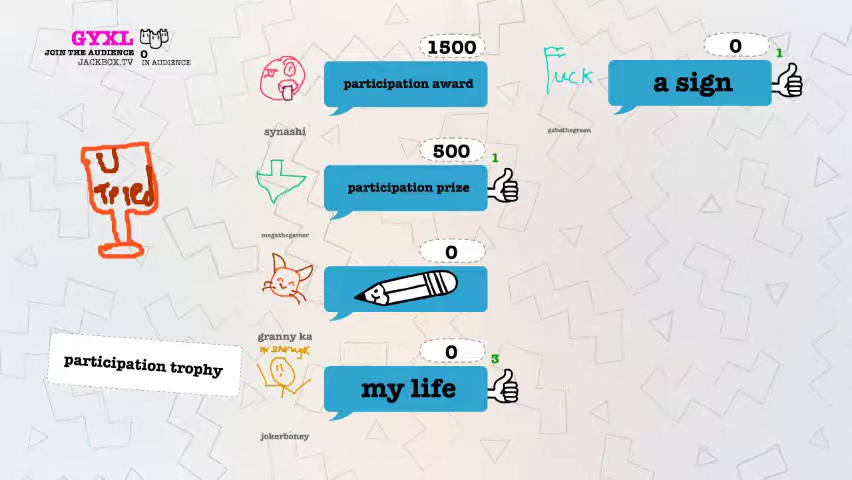 GYXL
JOIN THE AUDIENCE
JACKBOX.TV
0
IN AUDIENCE
U
TrIed
participation trophy
1500
participation award
synashi
500
1
participation prize
megathegamer
0
granny ka
0
3
my life
jokerboney
Fuck
0
1
a sign
gabethegreen